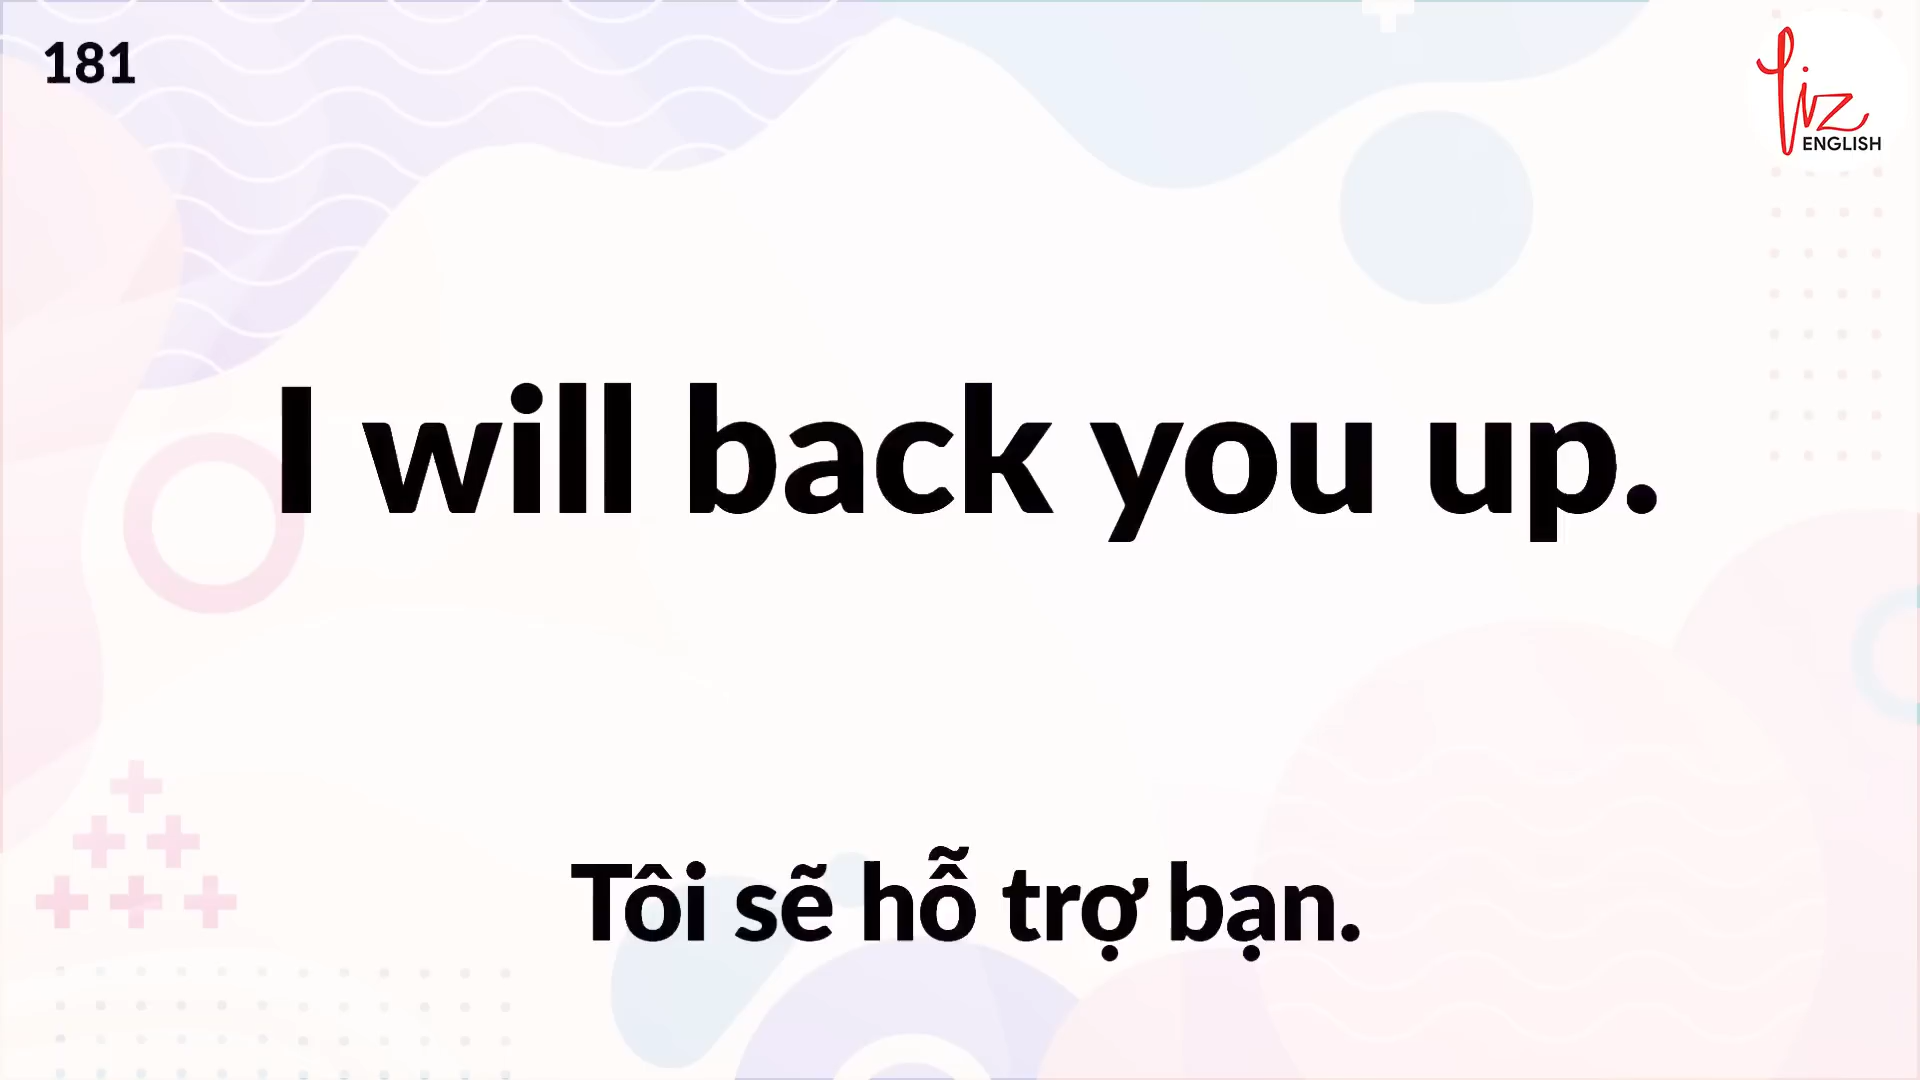 181
Liz
ENGLISH
I will back you up.
Tôi sẽ hỗ trợ bạn.